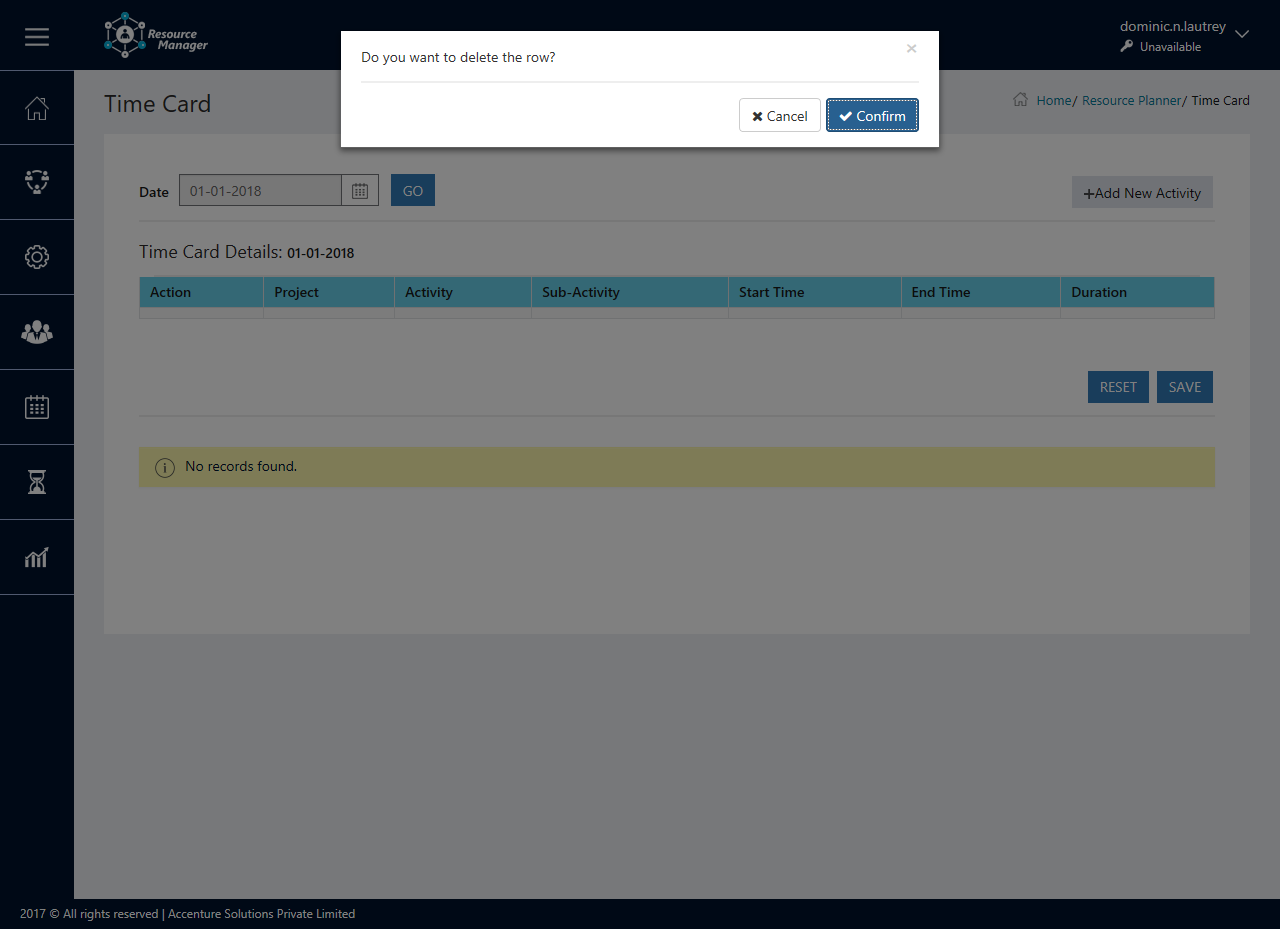 Resource
Manager
dominic.n.lautrey
Unavailable
Do you want to delete the row?
×
Cancel
Confirm
Time Card
Home/ Resource Planner/ Time Card
Date
01-01-2018
GO
+Add New Activity
Time Card Details: 01-01-2018
Action Project Activity Sub-Activity Start Time End Time Duration
RESET
SAVE
No records found.
2017 © All rights reserved | Accenture Solutions Private Limited